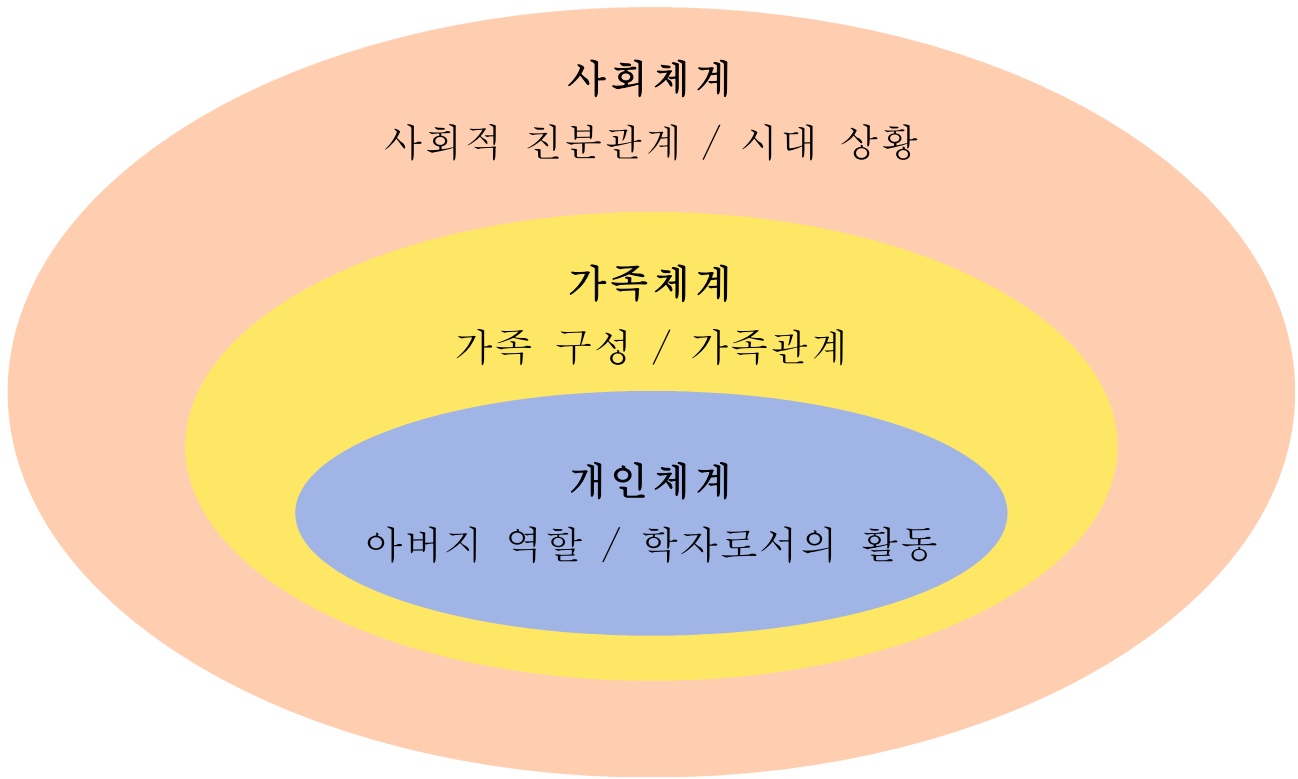 사회체계
사회적 친분관계 / 시대 상황
가족체계
가족 구성 / 가족관계
개인체계
아버지 역할 / 학자로서의 활동